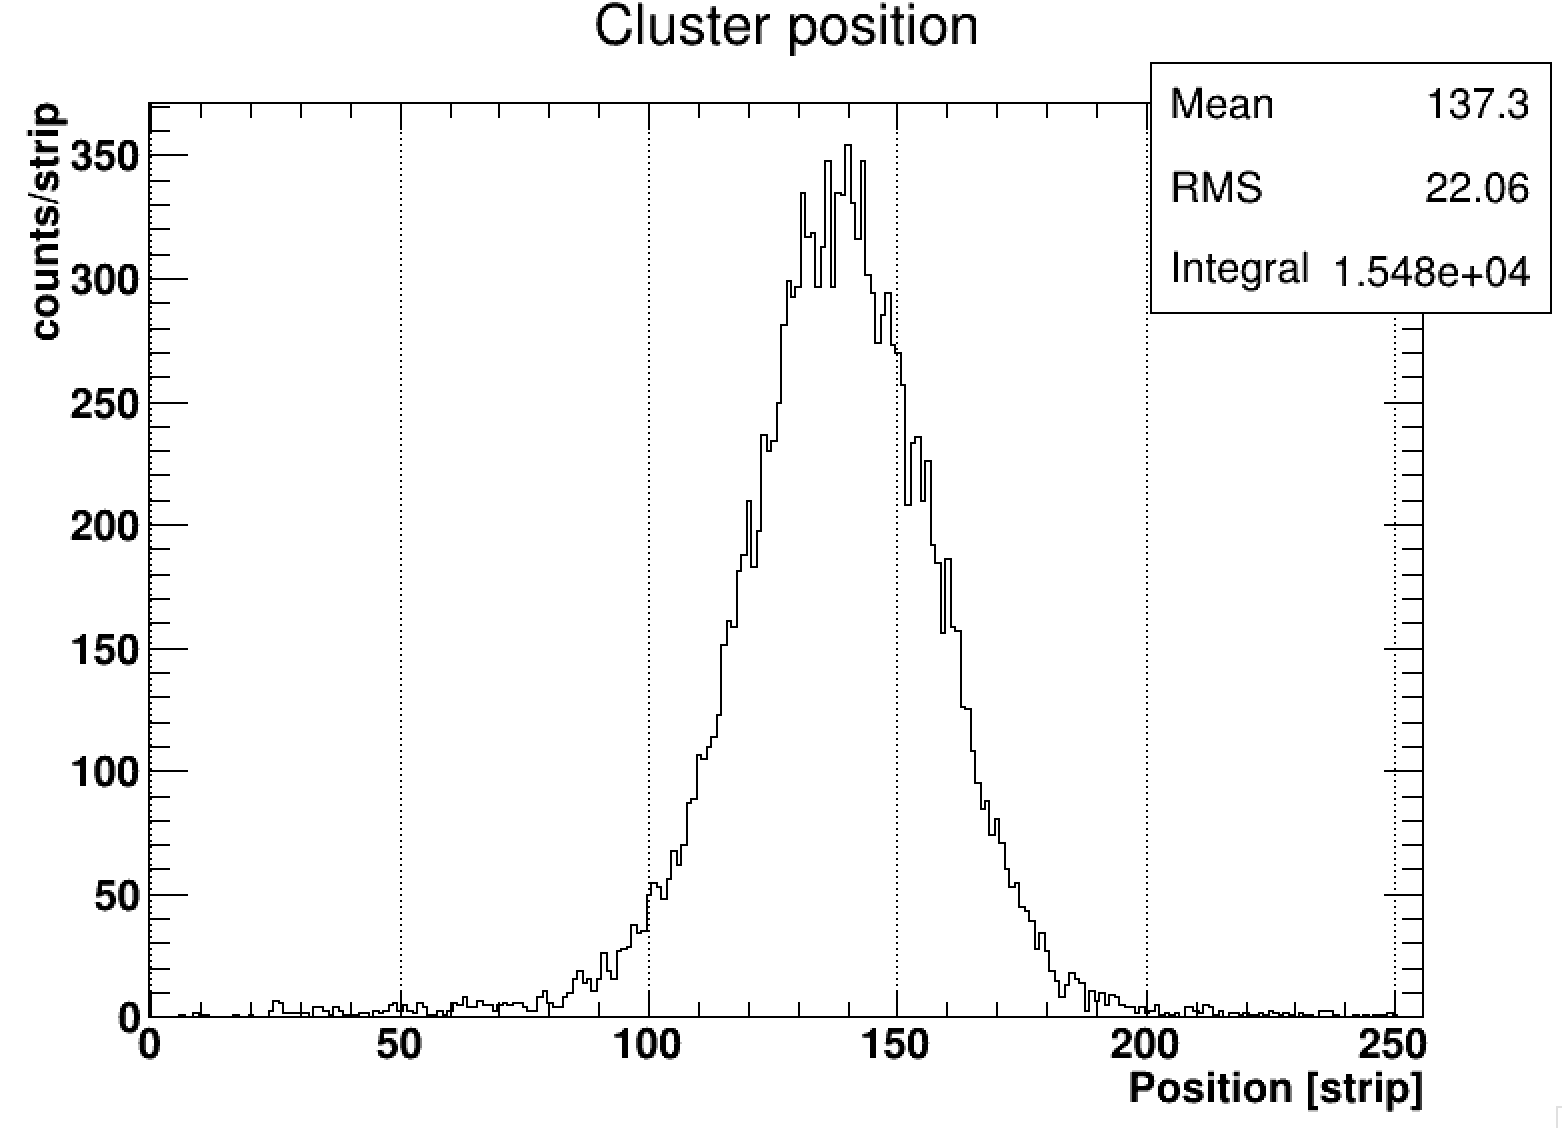 Cluster position
Mean 137.3
RMS 22.06
Integral 1.548e+04
counts/strip
350
300
250
200
150
100
50
0
0 50 100 150 200 250
Position [strip]